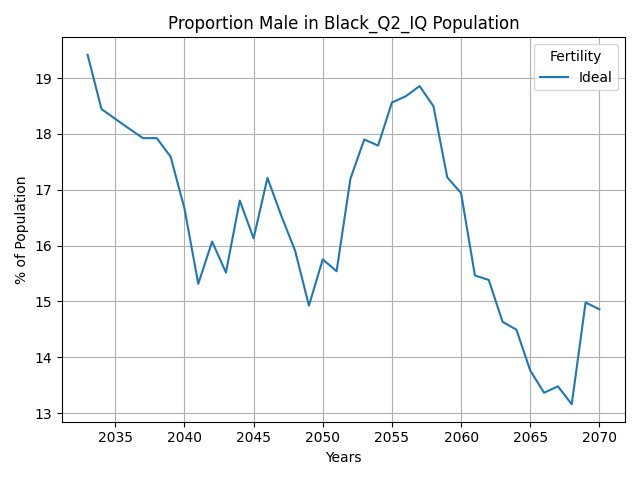 Proportion Male in Black_Q2_IQ Population
Fertility
Ideal
% of Population
19
18
17
16
15
14
13
2035 2040 2045 2050 2055 2060 2065 2070
Years